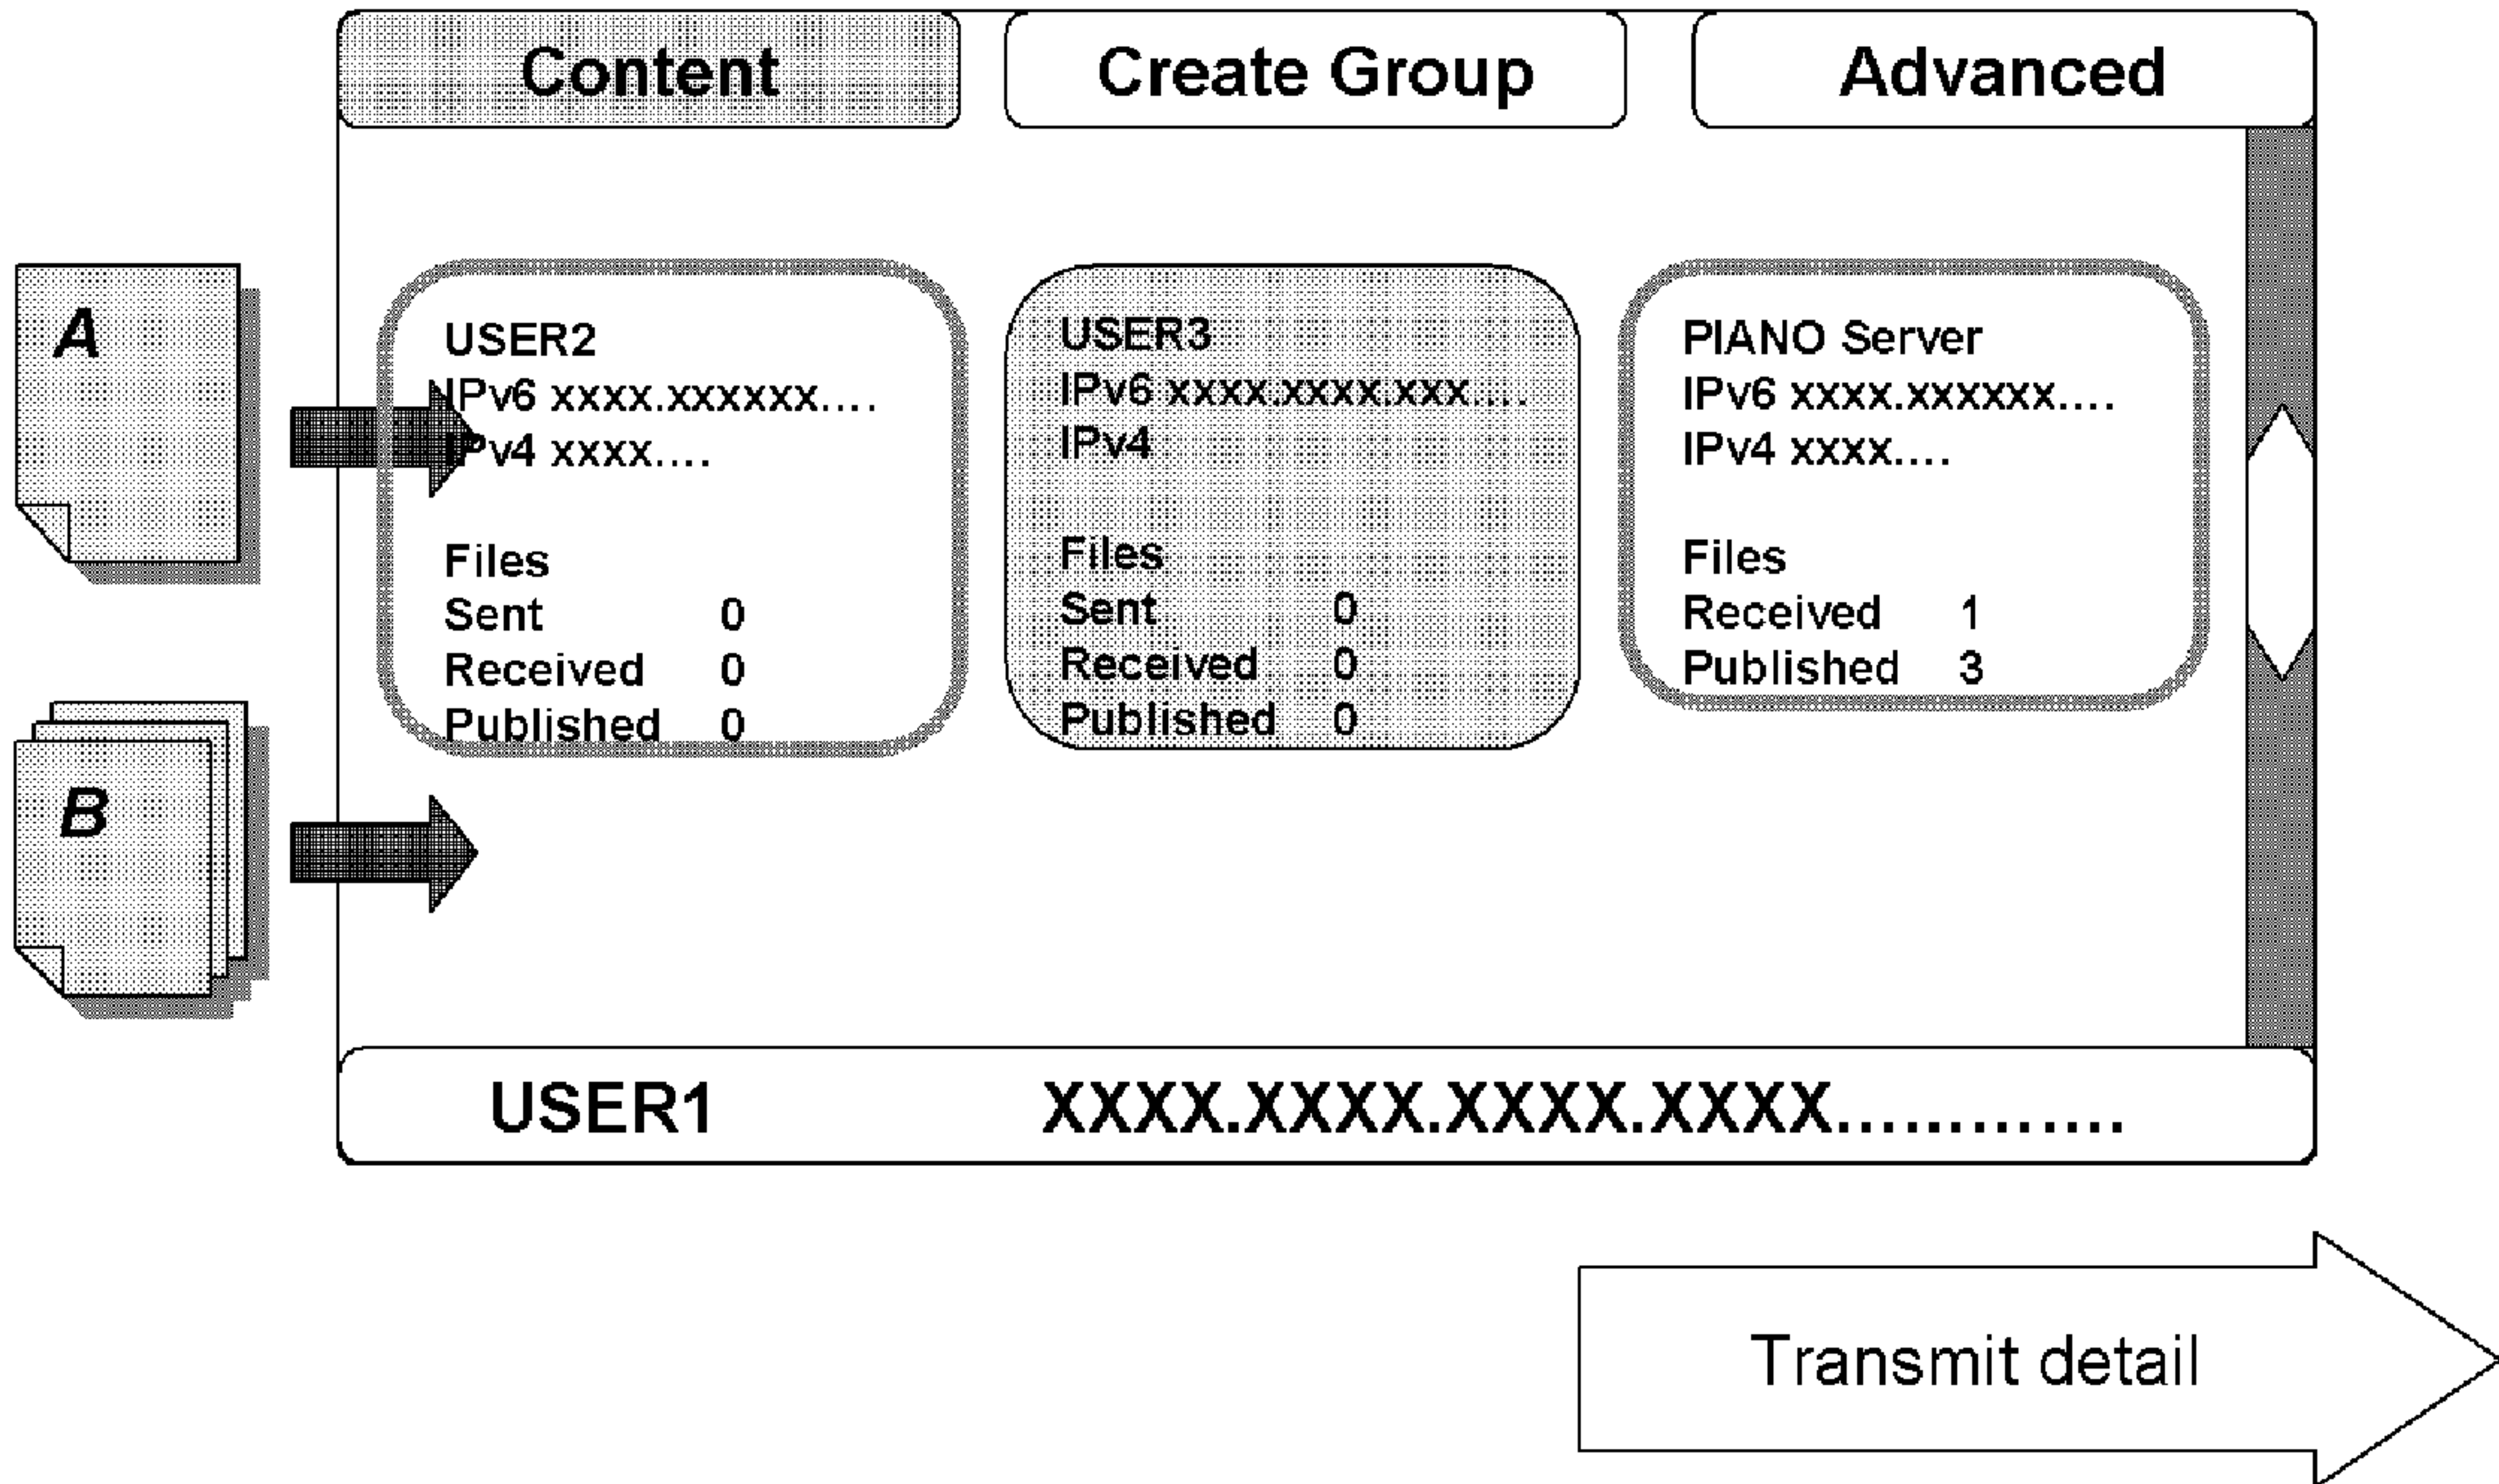 Content
Create Group
Advanced
A
B
USER2
IPv6 xxxx.xxxxxx....
IPv4 xxxx....
Files
Sent 0
Received 0
Published 0
USER3
IPv6 xxxx.xxxx.xxx....
IPv4
Files
Sent 0
Received 0
Published 0
PIANO Server
IPv6 xxxx.xxxxxx....
IPv4 xxxx....
Files
Received 1
Published 3
USER1 XXXX.XXXX.XXXX.XXXX.............
Transmit detail